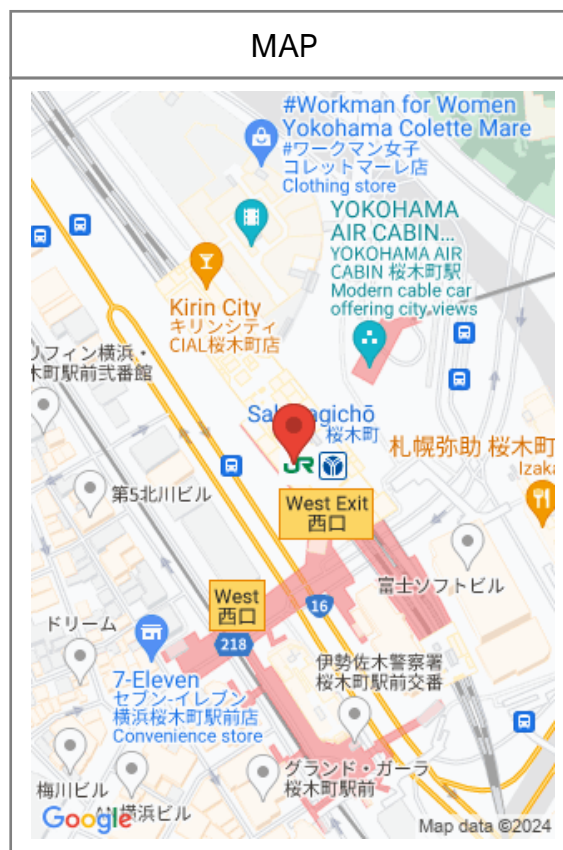 MAP
#Workman for Women
Yokohama Colette Mare
#ワークマン女子
コレットマーレ店
Clothing store
YOKOHAMA
AIR CABIN...
YOKOHAMA AIR
CABIN 桜木町駅
Modern cable car
offering city views
Kirin City
キリンシティ
CIAL桜木町店
リフィン横浜・
木町駅前弐番館
桜木町
JR
札幌弥助 桜木町
第5北川ビル
West Exit
西口
富士ソフトビル
West
西口
16
218
ドリーム
7-Eleven
セブン-イレブン
横浜桜木町駅前店
Convenience store
伊勢佐木警察署
桜木町駅前交番
グランド・ガーラ
桜木町駅前
梅川ビル
横浜ビル
Google
Map data ©2024